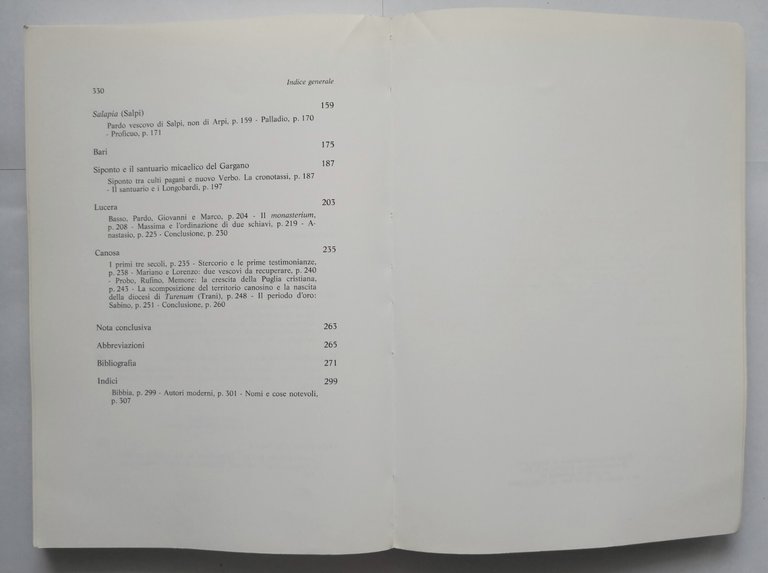 330
Indice generale
Salapia (Salpi) 159
Pardo vescovo di Salpi, non di Arpi, p. 159 - Palladio, p. 170
- Proficuo, p. 171
Bari 175
Siponto e il santuario micaelico del Gargano 187
Siponto tra culti pagani e nuovo Verbo. La cronotassi, p. 187
- Il santuario e i Longobardi, p. 197
Lucera 203
Basso, Pardo, Giovanni e Marco, p. 204 - Il monasterium,
p. 208 - Massima e l'ordinazione di due schiavi, p. 219 - A-
nastasio, p. 225 - Conclusione, p. 230
Canosa 235
I primi tre secoli, p. 235 - Stercorio e le prime testimonianze,
p. 238 - Mariano e Lorenzo: due vescovi da recuperare, p. 240
- Probo, Rufino, Memore: la crescita della Puglia cristiana,
p. 243 - La scomposizione del territorio canosino e la nascita
della diocesi di Turenum (Trani), p. 248 - Il periodo d'oro:
Sabino, p. 251 - Conclusione, p. 260
Nota conclusiva 263
Abbreviazioni 265
Bibliografia 271
Indici 299
Bibbia, p. 299 - Autori moderni, p. 301 - Nomi e cose notevoli,
p. 307